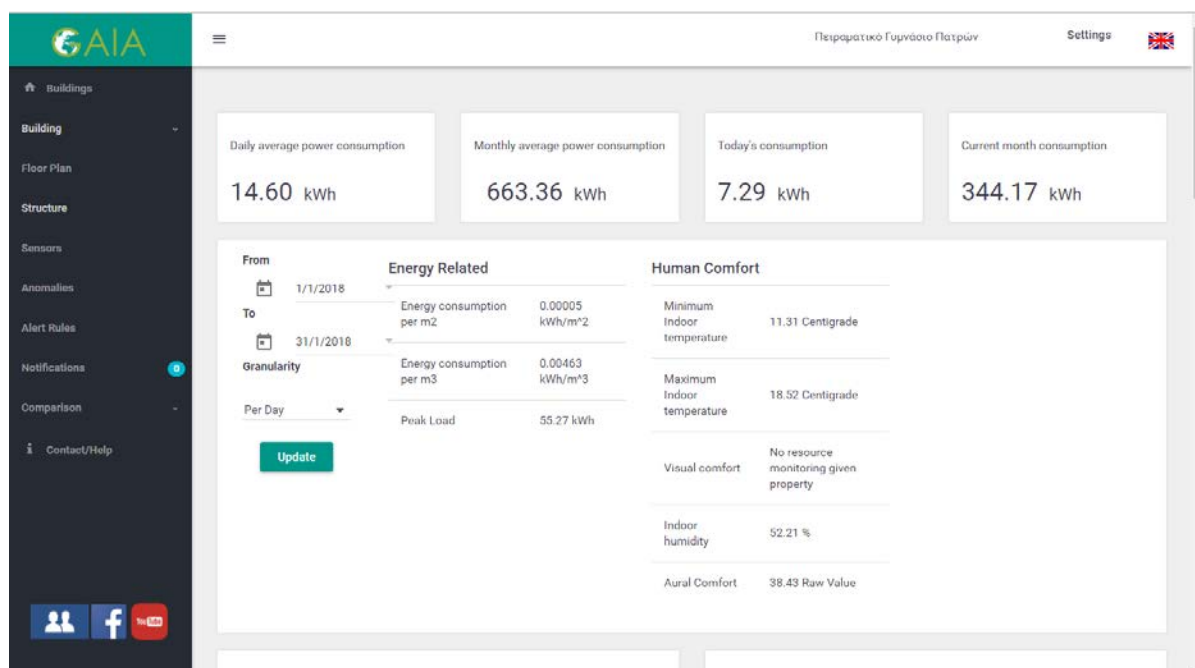 GAIA
Πειραματικό Γυμνάσιο Πατρών
Settings
Buildings
Building
Floor Plan
Structure
Sensors
Anomalies
Alert Rules
Notifications
0
Comparison
Contact/Help
Daily average power consumption
14.60 kWh
Monthly average power consumption
663.36 kWh
Today's consumption
7.29 kWh
Current month consumption
344.17 kWh
From
1/1/2018
To
31/1/2018
Granularity
Per Day
Update
Energy Related
Energy consumption
per m2
0.00005
kWh/m^2
Energy consumption
per m3
0.00463
kWh/m^3
Peak Load
55.27 kWh
Human Comfort
Minimum
Indoor
temperature
11.31 Centigrade
Maximum
Indoor
temperature
18.52 Centigrade
Visual comfort
No resource
monitoring given
property
Indoor
humidity
52.21 %
Aural Comfort
38.43 Raw Value
f
You Tube